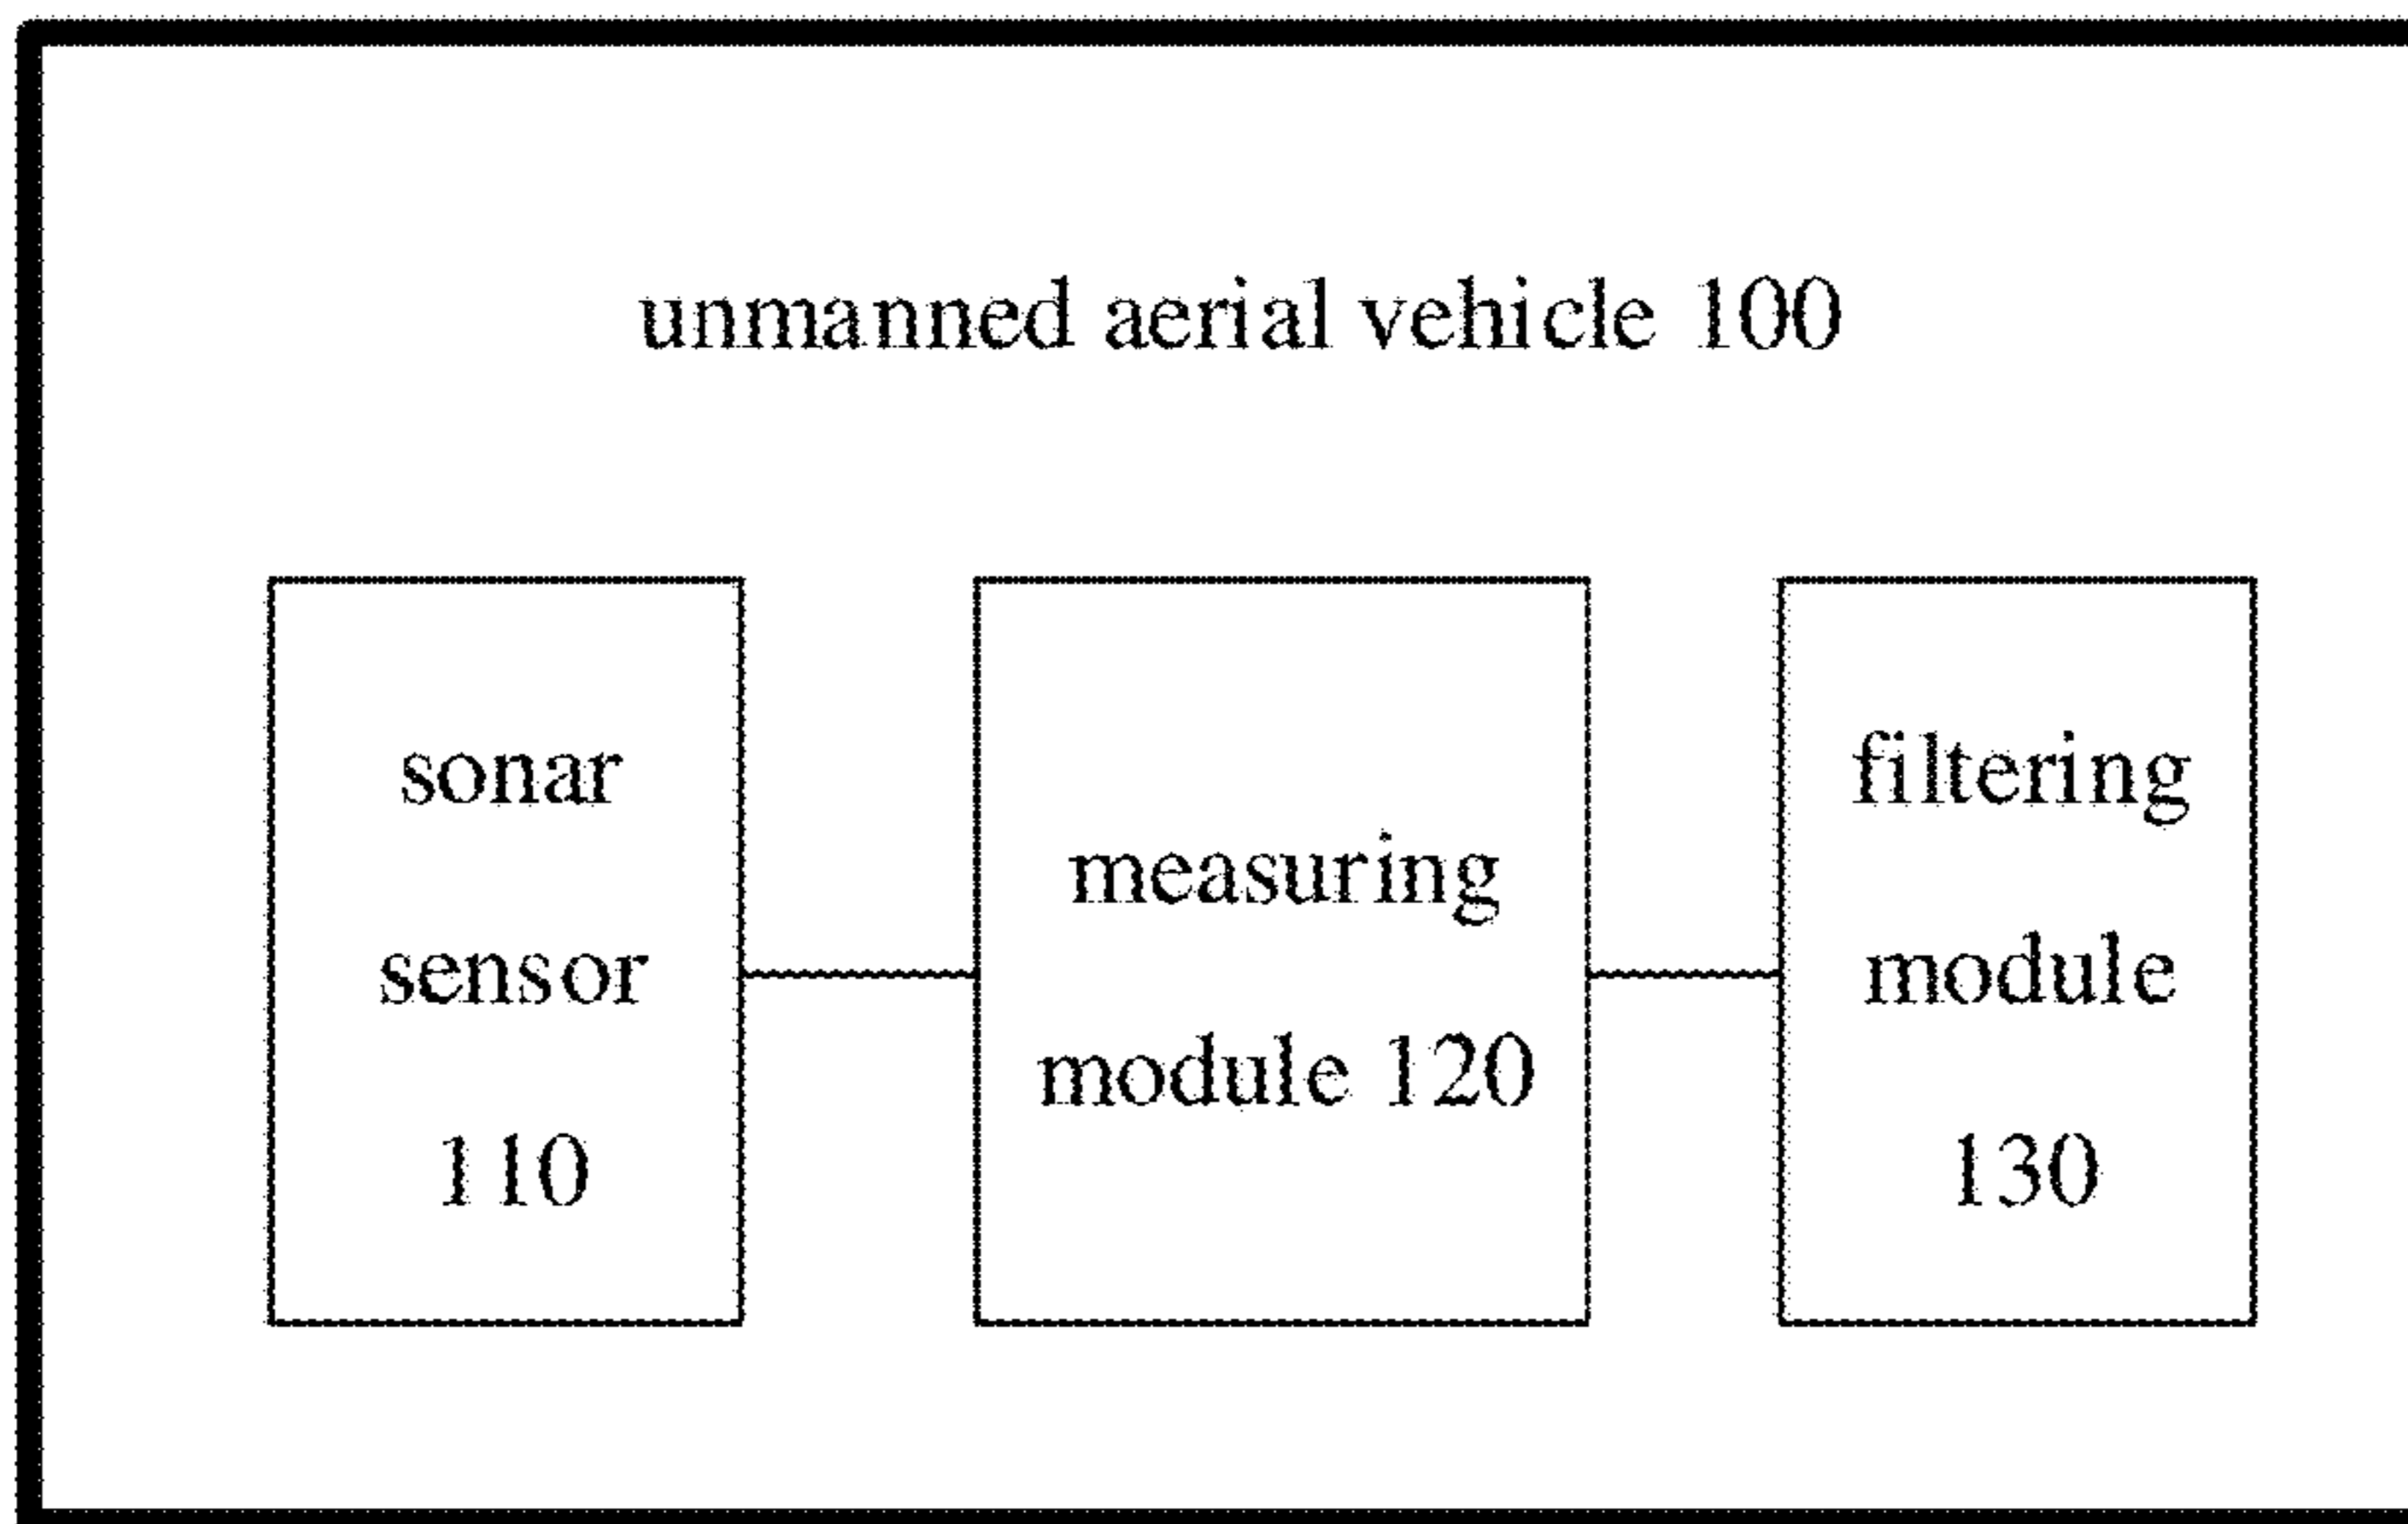 unmanned aerial vehicle 100
sonar
sensor
110
measuring
module 120
filtering
module
130